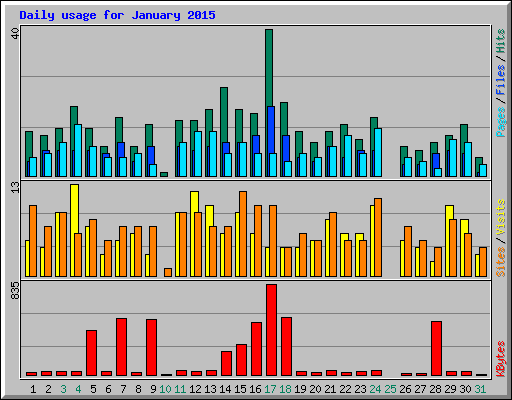 Daily usage for January 2015
40
Pages/Files/Hits
13
Sites/Visits
835
KBytes
1 2 3 4 5 6 7 8 9 10 11 12 13 14 15 16 17 18 19 20 21 22 23 24 25 26 27 28 29 30 31